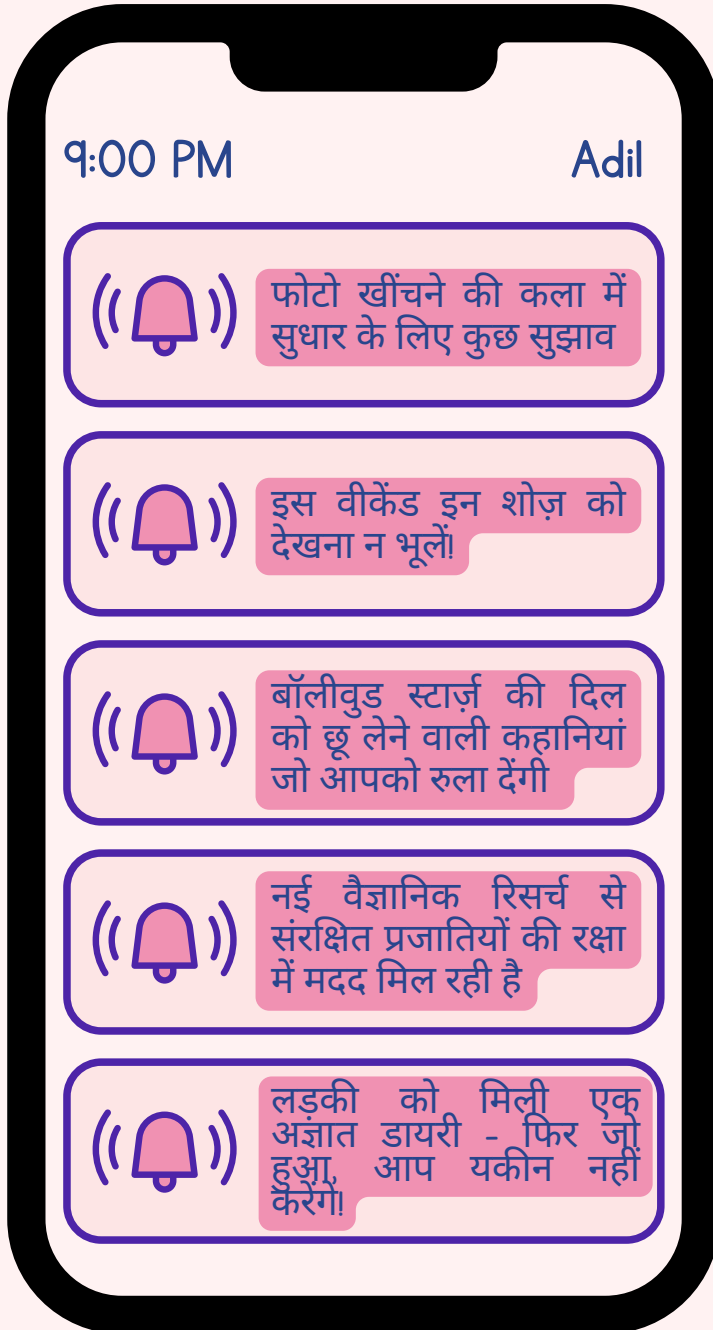 9:00 PM
Adil
फोटो खींचने की कला में
सुधार के लिए कुछ सुझाव
इस वीकेंड इन शोज़ को
देखना न भूलें!
बॉलीवुड स्टार्ज़ की दिल
को छू लेने वाली कहानियां
जो आपको रुला देंगी
नई वैज्ञानिक रिसर्च से
संरक्षित प्रजातियों की रक्षा
में मदद मिल रही है
लड़की को मिली एक
अज्ञात डायरी - फिर जो
हुआ, आप यकीन नहीं
करेंगे!